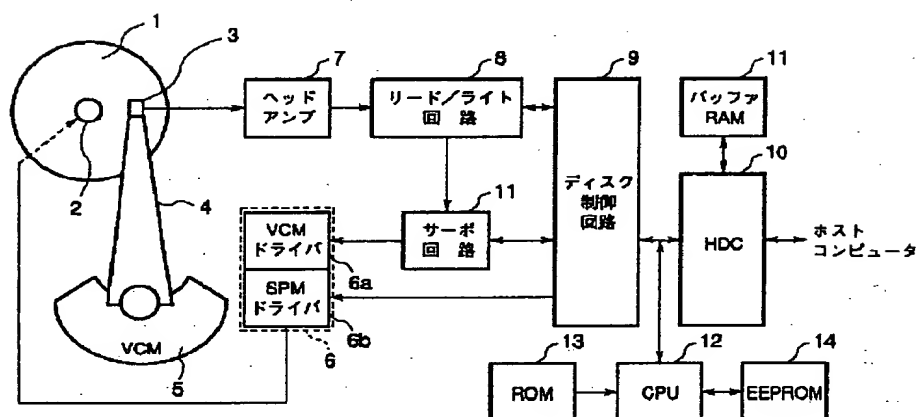 1
3
7
8
9
11
ヘッド
アンプ
リード/ライト
回路
バッファ
RAM
10
2
4
11
ディスク
制御
回路
VCM
ドライバ
サーボ
回路
HDC
ホスト
コンピュータ
6a
SPM
ドライバ
6b
VCM
5
6
13
12
14
ROM
CPU
EEPROM